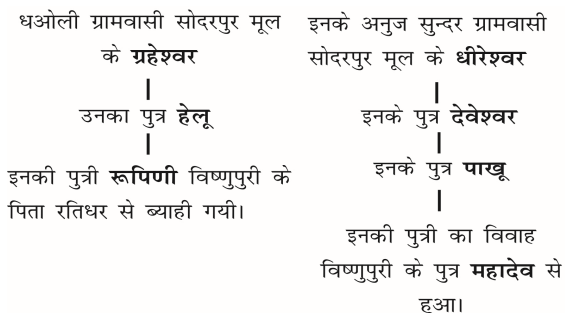 धओली ग्रामवासी सोदरपुर मूल
के ग्रहेश्वर
उनका पुत्र हेलू
इनकी पुत्री रूपिणी विष्णुपुरी के
पिता रतिधर से ब्याही गयी।
इनके अनुज सुन्दर ग्रामवासी
सोदरपुर मूल के धीरेश्वर
इनके पुत्र देवेश्वर
इनके पुत्र पाखू
इनकी पुत्री का विवाह
विष्णुपुरी के पुत्र महादेव से
हुआ।